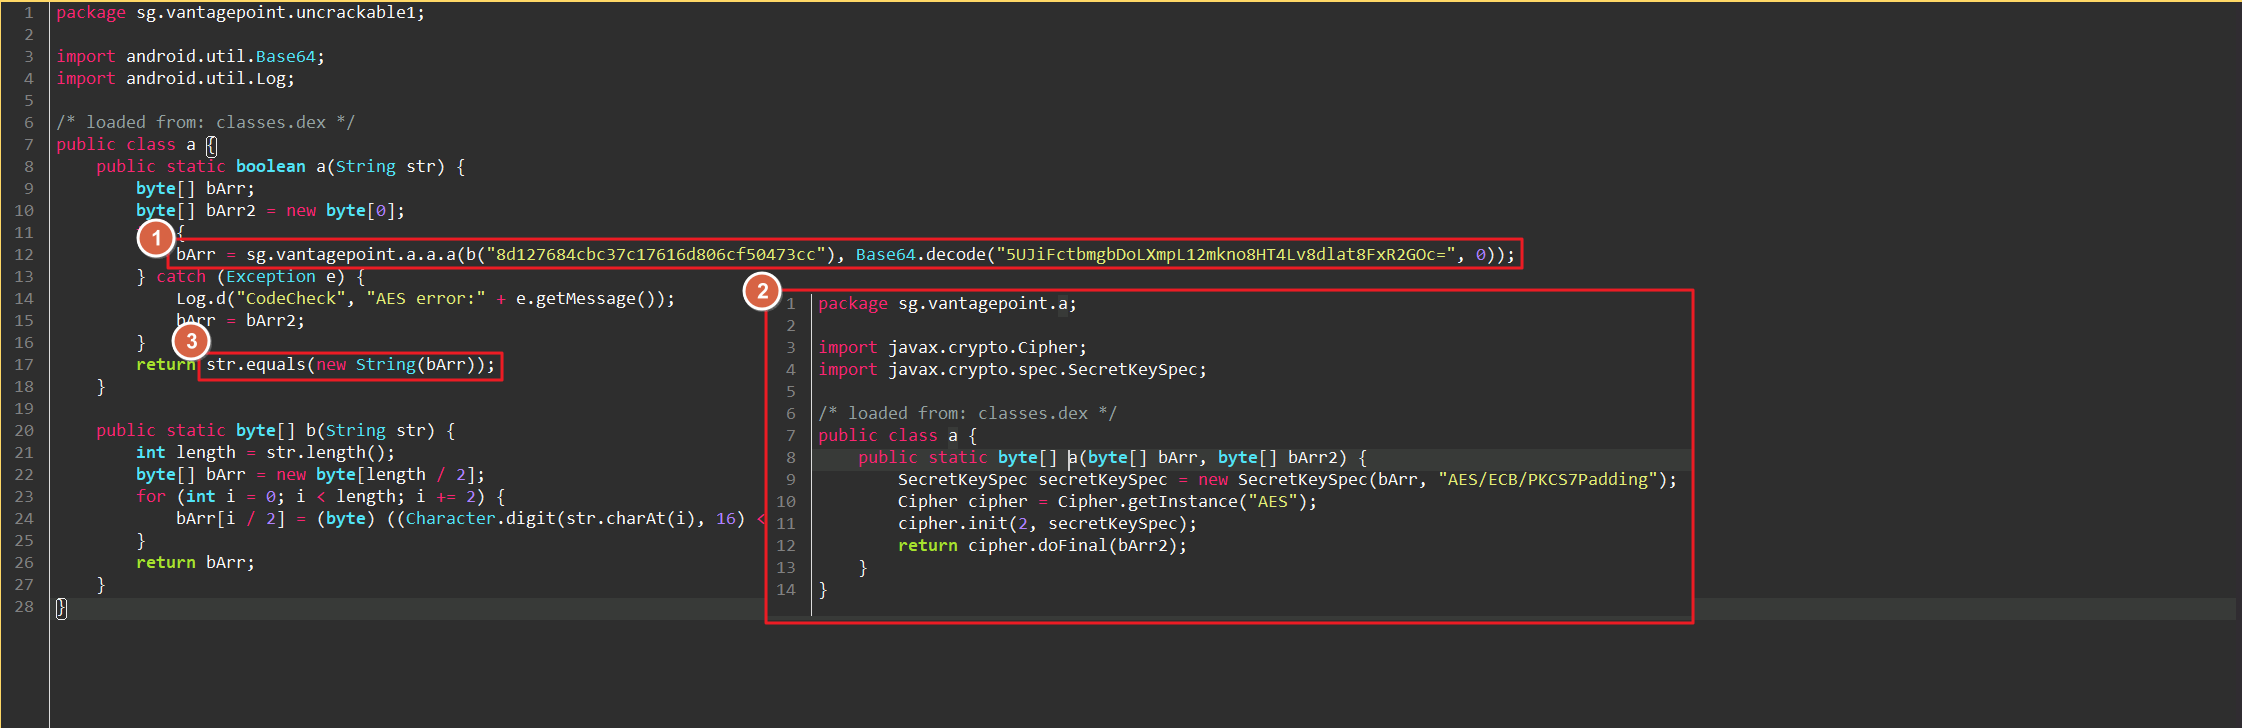 1 package sg.vantagepoint.uncrackable1;
2
3 import android.util.Base64;
4 import android.util.Log;
5
6 /* loaded from: classes.dex */
7 public class a {
8 public static boolean a(String str) {
9 byte[] bArr;
10 byte[] bArr2 = new byte[0];
11 {
1
12 bArr = sg.vantagepoint.a.a.a(b("8d127684cbc37c17616d806cf50473cc"), Base64.decode("5UJiFctbmgbDoLXmpL12mkno8HT4Lv8dlat8FxR2GOc=", 0));
13 } catch (Exception e) {
14 Log.d("CodeCheck", "AES error:" + e.getMessage());
15 bArr = bArr2;
16 }
3
17 return str.equals(new String(bArr));
18 }
19
20 public static byte[] b(String str) {
21 int length = str.length();
22 byte[] bArr = new byte[length / 2];
23 for (int i = 0; i < length; i += 2) {
24 bArr[i / 2] = (byte) ((Character.digit(str.charAt(i), 16) <
25 }
26 return bArr;
27 }
28 }
2
1 package sg.vantagepoint.a;
2
3 import javax.crypto.Cipher;
4 import javax.crypto.spec.SecretKeySpec;
5
6 /* loaded from: classes.dex */
7 public class a {
8 public static byte[] a(byte[] bArr, byte[] bArr2) {
9 SecretKeySpec secretKeySpec = new SecretKeySpec(bArr, "AES/ECB/PKCS7Padding");
10 Cipher cipher = Cipher.getInstance("AES");
11 cipher.init(2, secretKeySpec);
12 return cipher.doFinal(bArr2);
13 }
14 }